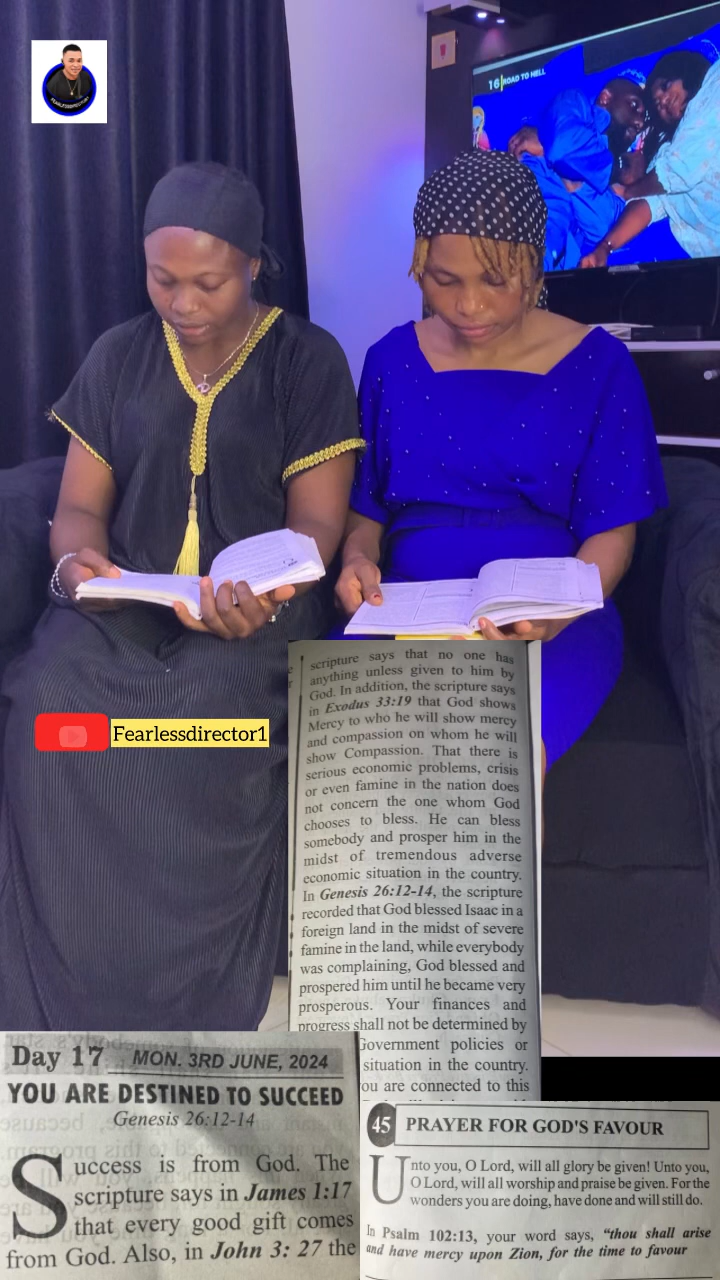 16 ROAD TO HELL
FEARLESSDIRECTOR1
Fearlessdirector1
Day 17 MON. 3RD JUNE, 2024
YOU ARE DESTINED TO SUCCEED
Genesis 26:12-14
Success is from God. The
scripture says in James 1:17
that every good gift comes
from God. Also, in John 3: 27 the
scripture says that no one has
anything unless given to him by
God. In addition, the scripture says
in Exodus 33:19 that God shows
Mercy to who he will show mercy
and compassion on whom he will
show Compassion. That there is
serious economic problems, crisis
or even famine in the nation does
not concern the one whom God
chooses to bless. He can bless
somebody and prosper him in the
midst of tremendous adverse
economic situation in the country.
In Genesis 26:12-14, the scripture
recorded that God blessed Isaac in a
foreign land in the midst of severe
famine in the land, while everybody
was complaining, God blessed and
prospered him until he became very
prosperous. Your finances and
progress shall not be determined by
Government policies or
situation in the country.
ou are connected to this
45 PRAYER FOR GOD'S FAVOUR
Unto you, O Lord, will all glory be given! Unto you,
O Lord, will all worship and praise be given. For the
wonders you are doing, have done and will still do.
In Psalm 102:13, your word says, "thou shall arise
and have mercy upon Zion, for the time to favour